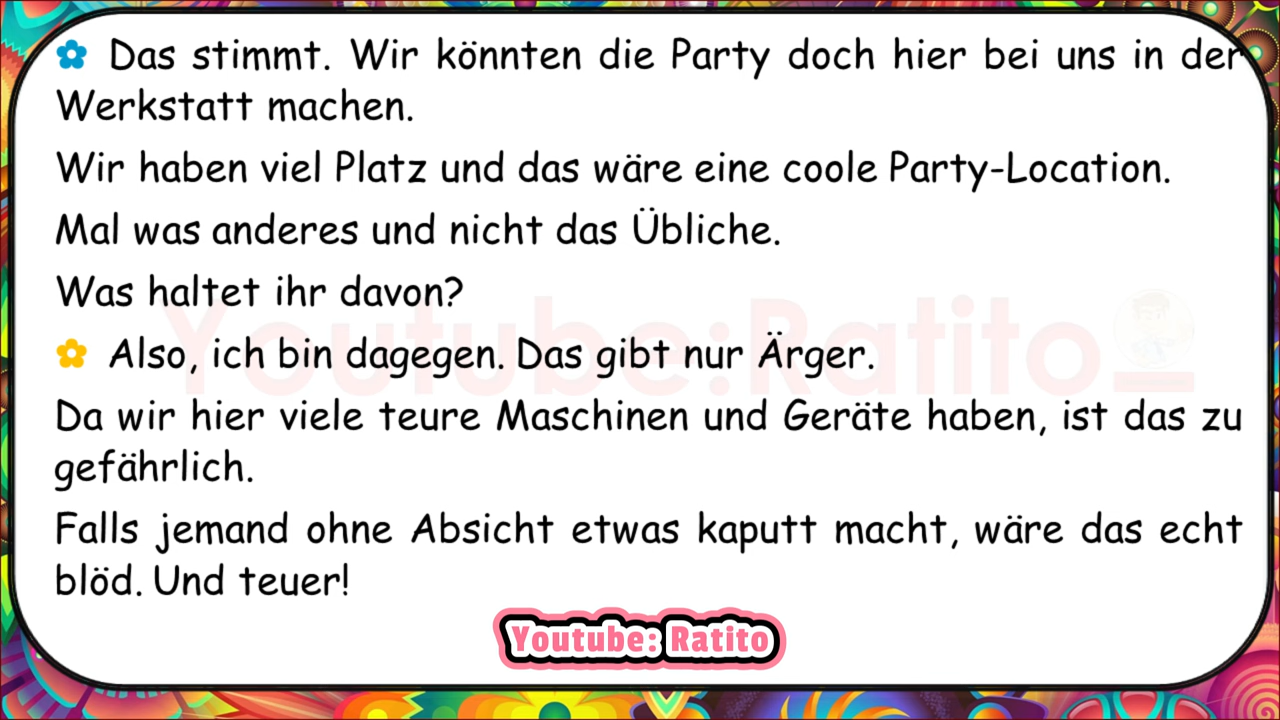 Das stimmt. Wir könnten die Party doch hier bei uns in der
Werkstatt machen.
Wir haben viel Platz und das wäre eine coole Party-Location.
Mal was anderes und nicht das Übliche.
Was haltet ihr davon?
Youtube:Ratito
Also, ich bin dagegen. Das gibt nur Ärger.
Da wir hier viele teure Maschinen und Geräte haben, ist das zu
gefährlich.
Falls jemand ohne Absicht etwas kaputt macht, wäre das echt
blöd. Und teuer!
Youtube: Ratito